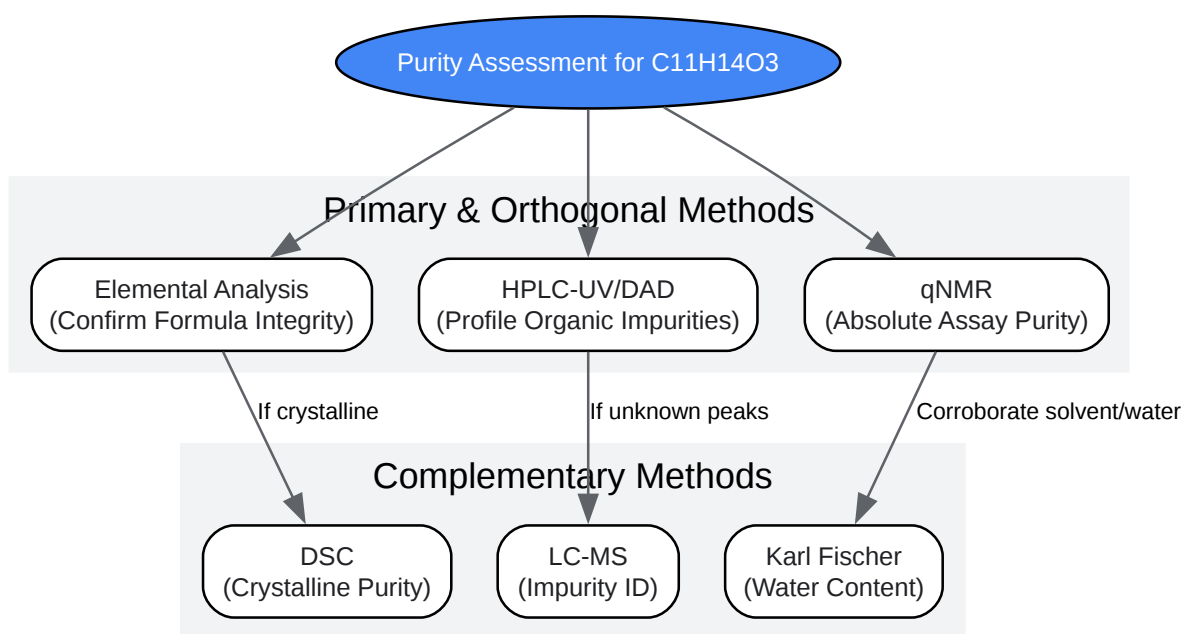 Purity Assessment for C11H14O3
Primary & Orthogonal Methods
Elemental Analysis
(Confirm Formula Integrity)
HPLC-UV/DAD
(Profile Organic Impurities)
qNMR
(Absolute Assay Purity)
If crystalline
If unknown peaks
Corroborate solvent/water
Complementary Methods
DSC
(Crystalline Purity)
LC-MS
(Impurity ID)
Karl Fischer
(Water Content)